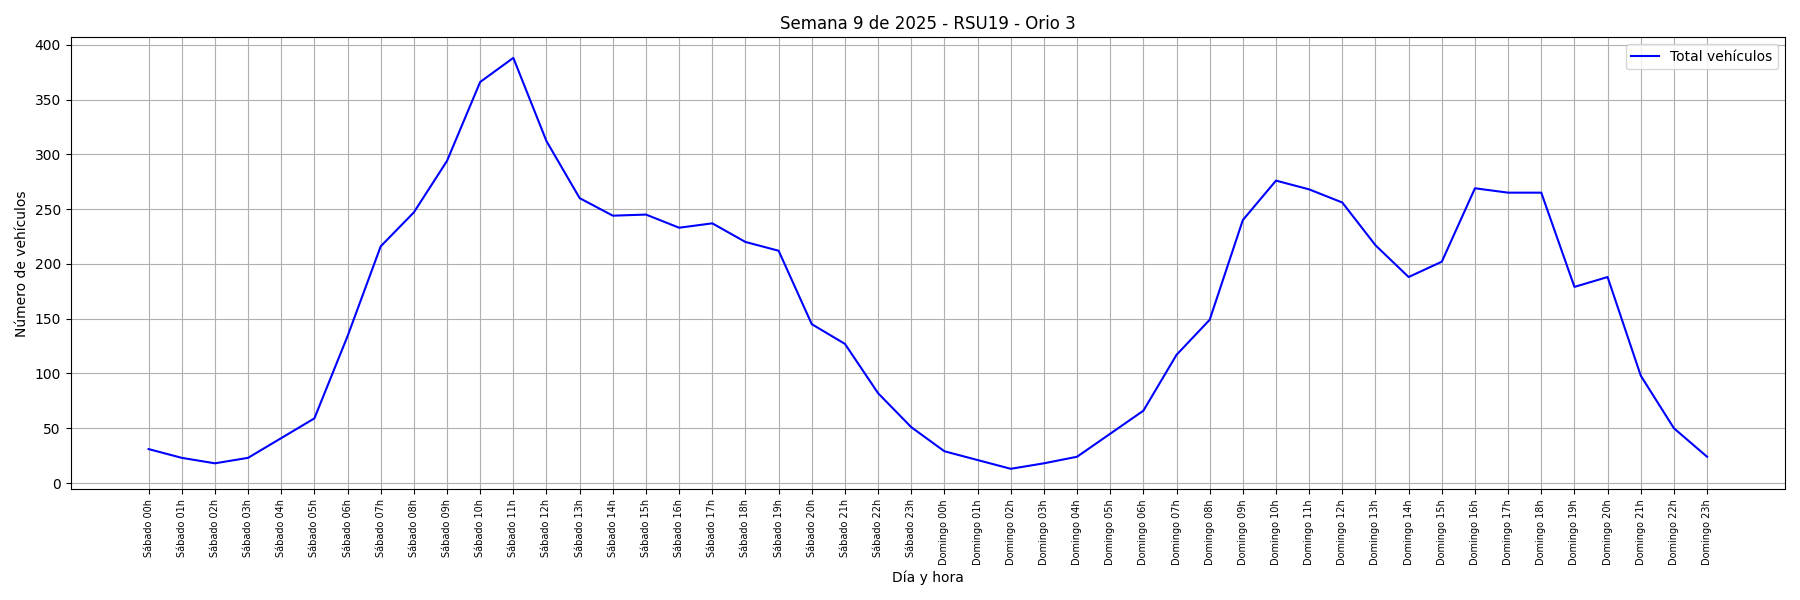 Semana 9 de 2025 - RSU19 - Orio 3
Total vehículos
Número de vehículos
400
350
300
250
200
150
100
50
0
Sábado 00h
Sábado 01h
Sábado 02h
Sábado 03h
Sábado 04h
Sábado 05h
Sábado 06h
Sábado 07h
Sábado 08h
Sábado 09h
Sábado 10h
Sábado 11h
Sábado 12h
Sábado 13h
Sábado 14h
Sábado 15h
Sábado 16h
Sábado 17h
Sábado 18h
Sábado 19h
Sábado 20h
Sábado 21h
Sábado 22h
Sábado 23h
Domingo 00h
Domingo 01h
Domingo 02h
Domingo 03h
Domingo 04h
Domingo 05h
Domingo 06h
Domingo 07h
Domingo 08h
Domingo 09h
Domingo 10h
Domingo 11h
Domingo 12h
Domingo 13h
Domingo 14h
Domingo 15h
Domingo 16h
Domingo 17h
Domingo 18h
Domingo 19h
Domingo 20h
Domingo 21h
Domingo 22h
Domingo 23h
Día y hora